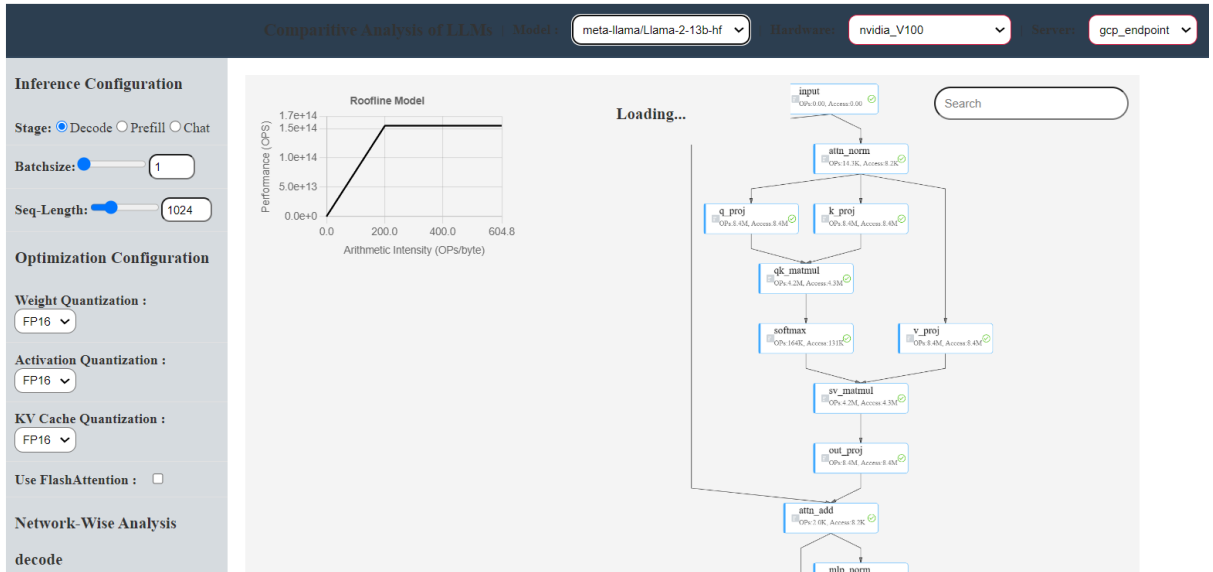 Comparitive Analysis of LLMs | Model : meta-llama/Llama-2-13b-hf | Hardware: nvidia_V100 | Server: gcp_endpoint
Inference Configuration
Stage: Decode Prefill Chat
Batchsize: 1
Seq-Length: 1024
Optimization Configuration
Weight Quantization :
FP16
Activation Quantization :
FP16
KV Cache Quantization :
FP16
Use FlashAttention :
Network-Wise Analysis
decode
Roofline Model
1.7e+14
1.5e+14
1.0e+14
5.0e+13
0.0e+0
Performance (OPS)
0.0 200.0 400.0 604.8
Arithmetic Intensity (OPs/byte)
Loading...
Search
input
OPs:0.00, Access:0.00
attn_norm
OPs:14.3K, Access:8.2K
q_proj
OPs:8.4M, Access:8.4M
k_proj
OPs:8.4M, Access:8.4M
qk_matmul
OPs:4.2M, Access:4.3M
softmax
OPs:164K, Access:131K
v_proj
OPs:8.4M, Access:8.4M
sv_matmul
OPs:4.2M, Access:4.3M
out_proj
OPs:8.4M, Access:8.4M
attn_add
OPs:2.0K, Access:8.2K
mlp_norm